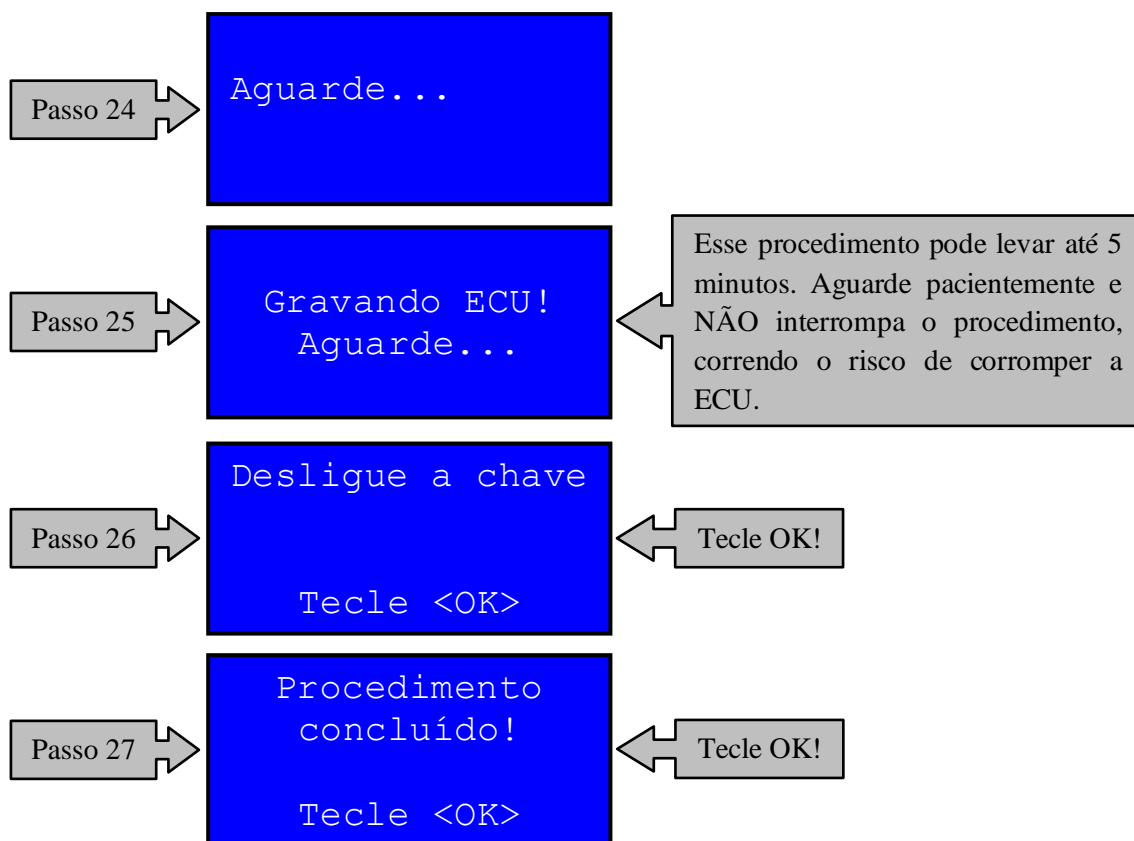 Passo 24
Aguarde...
Passo 25
Gravando ECU!
Aguarde...
Esse procedimento pode levar até 5
minutos. Aguarde pacientemente e
NÃO interrompa o procedimento,
correndo o risco de corromper a
ECU.
Passo 26
Desligue a chave
Tecle <OK>
Tecle OK!
Passo 27
Procedimento
concluído!
Tecle <OK>
Tecle OK!